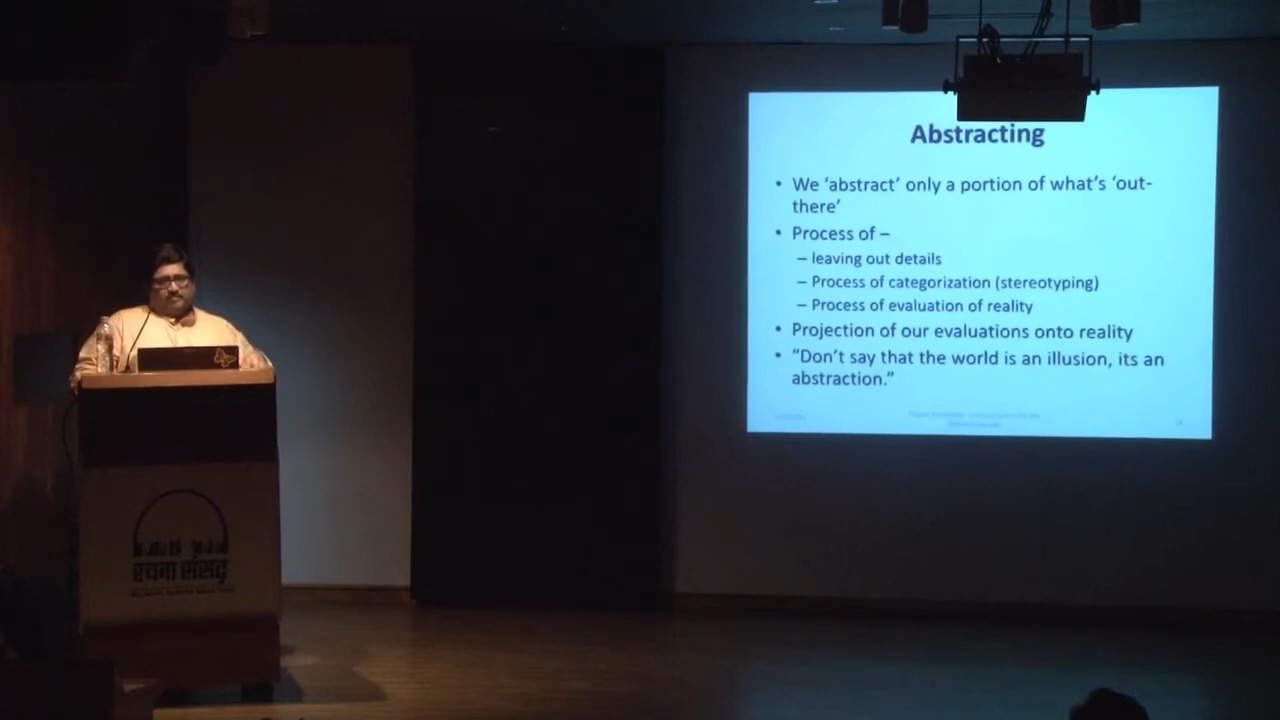 Abstracting
• We ‘abstract’ only a portion of what’s ‘out-
there’
• Process of –
– leaving out details
– Process of categorization (stereotyping)
– Process of evaluation of reality
• Projection of our evaluations onto reality
• “Don’t say that the world is an illusion, its an
abstraction.”
रचना संसद